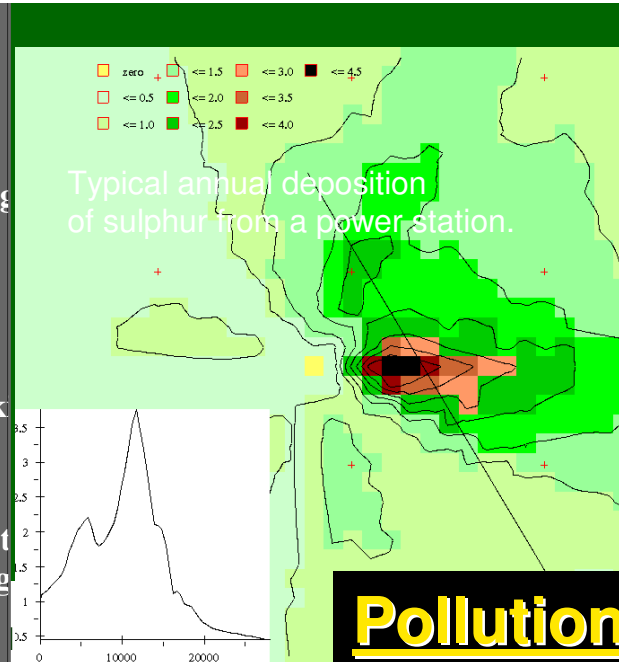 zero <= 1.5 <= 3.0 <= 4.5
<= 0.5 <= 2.0 <= 3.5
<= 1.0 <= 2.5 <= 4.0
Typical annual deposition
of sulphur from a power station.
3.5
3
2.5
2
1.5
1
0.5
0 10000 20000
Pollution